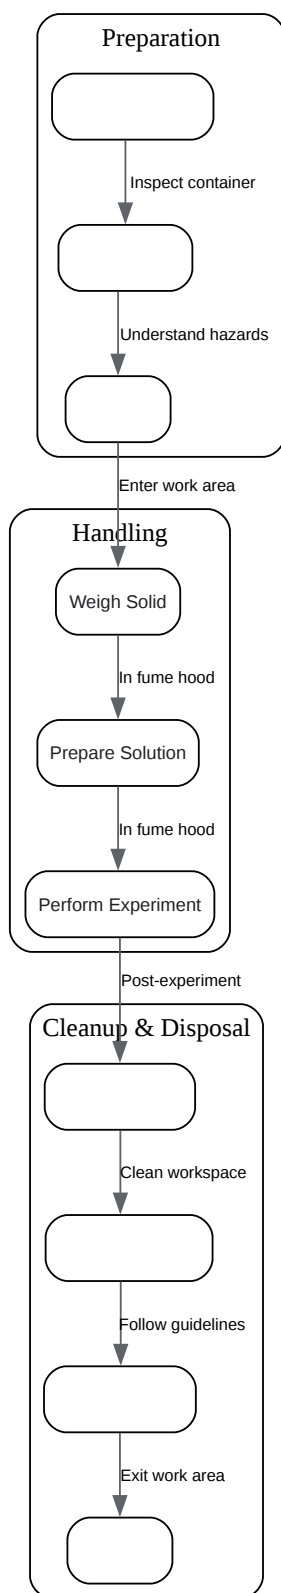 Preparation
Inspect container
Understand hazards
Enter work area
Handling
Weigh Solid
In fume hood
Prepare Solution
In fume hood
Perform Experiment
Post-experiment
Cleanup & Disposal
Clean workspace
Follow guidelines
Exit work area